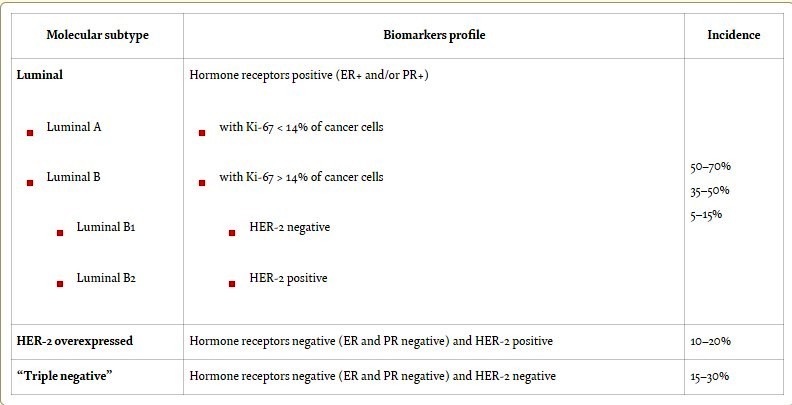 Molecular subtype Biomarkers profile Incidence
Luminal Hormone receptors positive (ER+ and/or PR+)
Luminal A with Ki-67 < 14% of cancer cells
Luminal B with Ki-67 > 14% of cancer cells
50–70%
35–50%
5–15%
Luminal B1 HER-2 negative
Luminal B2 HER-2 positive
HER-2 overexpressed Hormone receptors negative (ER and PR negative) and HER-2 positive 10–20%
“Triple negative” Hormone receptors negative (ER and PR negative) and HER-2 negative 15–30%